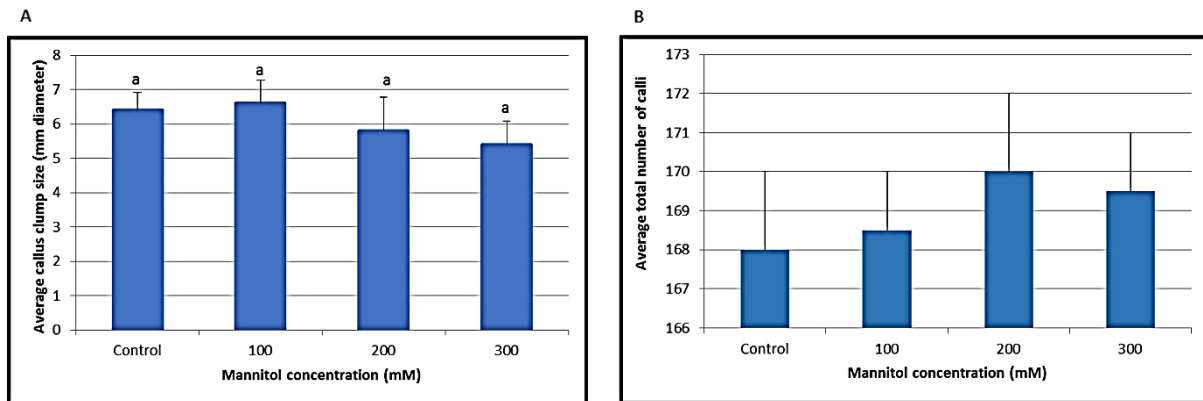 A
Average callus clump size (mm diameter)
8
7
6
5
4
3
2
1
0
a
a
a
a
Control
100
200
300
Mannitol concentration (mM)
B
Average total number of calli
173
172
171
170
169
168
167
166
Control
100
200
300
Mannitol concentration (mM)